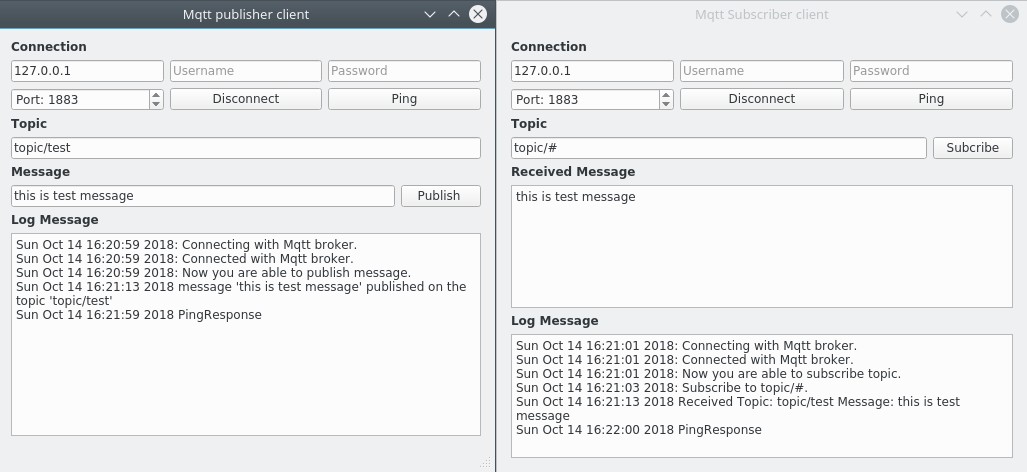 Mqtt publisher client
Connection
127.0.0.1 Username Password
Port: 1883 Disconnect Ping
Topic
topic/test
Message
this is test message Publish
Log Message
Sun Oct 14 16:20:59 2018: Connecting with Mqtt broker.
Sun Oct 14 16:20:59 2018: Connected with Mqtt broker.
Sun Oct 14 16:20:59 2018: Now you are able to publish message.
Sun Oct 14 16:21:13 2018 message 'this is test message' published on the
topic 'topic/test'
Sun Oct 14 16:21:59 2018 PingResponse
Mqtt Subscriber client
Connection
127.0.0.1 Username Password
Port: 1883 Disconnect Ping
Topic
topic/# Subcribe
Received Message
this is test message
Log Message
Sun Oct 14 16:21:01 2018: Connecting with Mqtt broker.
Sun Oct 14 16:21:01 2018: Connected with Mqtt broker.
Sun Oct 14 16:21:01 2018: Now you are able to subscribe topic.
Sun Oct 14 16:21:03 2018: Subscribe to topic/#.
Sun Oct 14 16:21:13 2018 Received Topic: topic/test Message: this is test
message
Sun Oct 14 16:22:00 2018 PingResponse